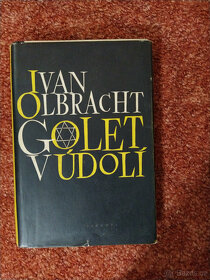 IVAN
OLBRACHT
GOLET
V ÚDOLÍ